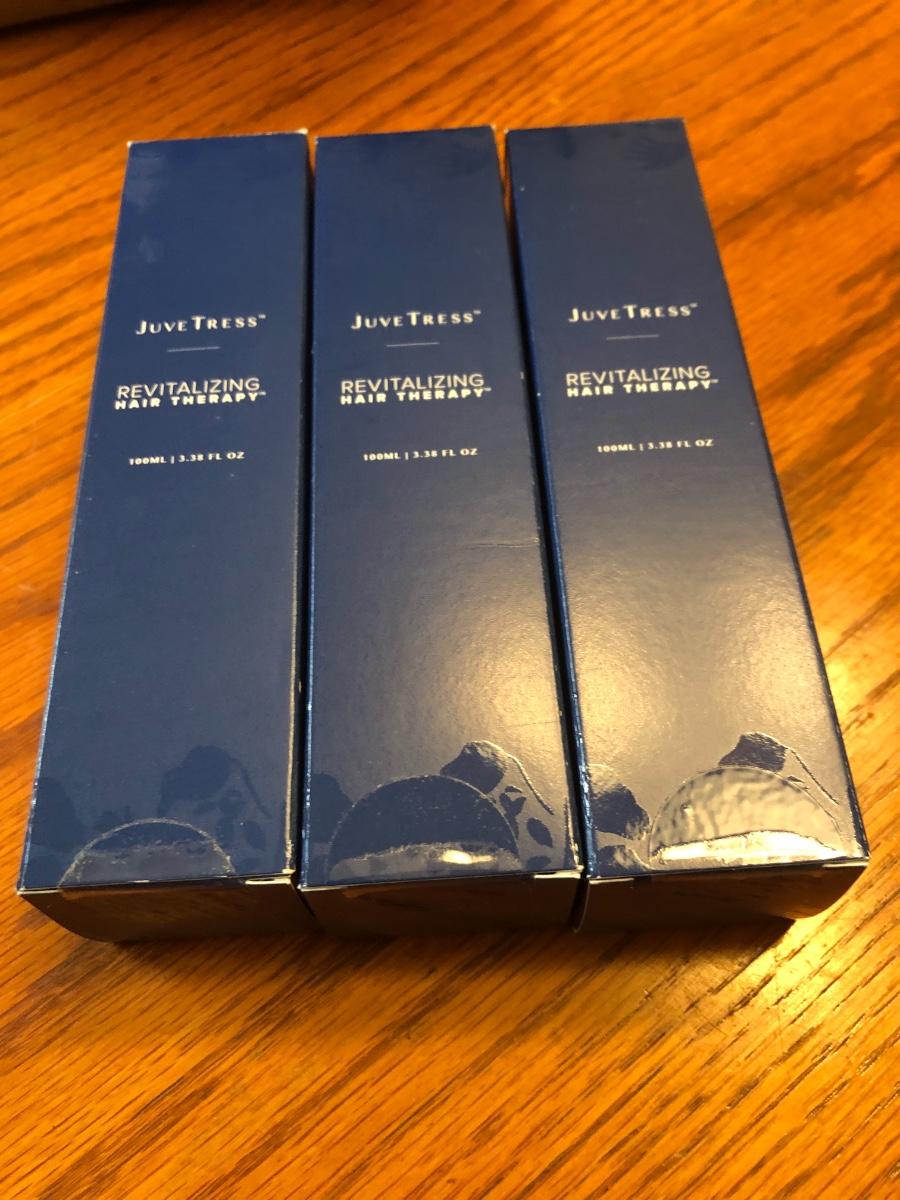 JUVETRESS™
REVITALIZING
HAIR THERAPY™
100ML | 3.38 FL OZ
JUVETRESS™
REVITALIZING
HAIR THERAPY™
100ML | 3.38 FL OZ
JUVETRESS™
REVITALIZING
HAIR THERAPY™
100ML | 3.38 FL OZ